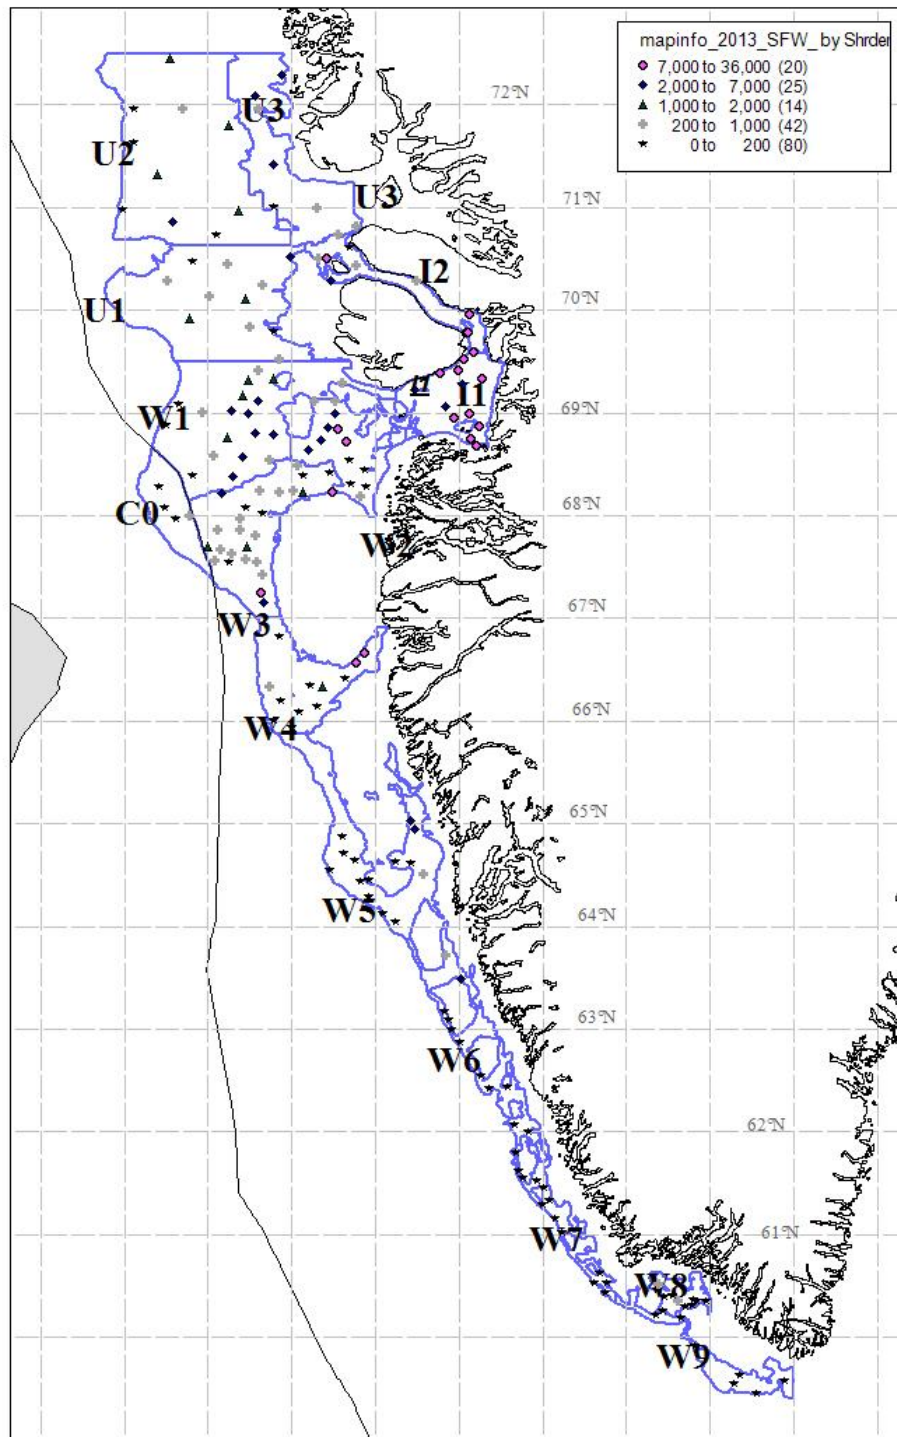 mapinfo_2013_SFW_ by Shrder
7,000 to 36,000 (20)
2,000 to 7,000 (25)
1,000 to 2,000 (14)
200 to 1,000 (42)
0 to 200 (80)
72°N
U3
U2
71°N
U3
I2
70°N
U1
I1
I1
69°N
W1
68°N
C0
W2
67°N
W3
66°N
W4
65°N
W5
64°N
63°N
W6
62°N
61°N
W7
W8
W9